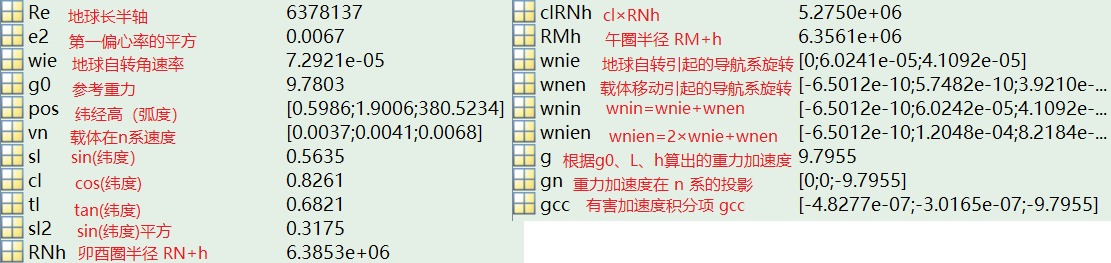 Re 地球长半轴 6378137
e2 第一偏心率的平方 0.0067
wie 地球自转角速率 7.2921e-05
g0 参考重力 9.7803
pos 纬经高（弧度） [0.5986;1.9006;380.5234]
vn 载体在n系速度 [0.0037;0.0041;0.0068]
sl sin(纬度) 0.5635
cl cos(纬度) 0.8261
tl tan(纬度) 0.6821
sl2 sin(纬度)平方 0.3175
RNh 卯酉圈半径 RN+h 6.3853e+06
clRNh cl×RNh 5.2750e+06
RMh 午圈半径 RM+h 6.3561e+06
wnie 地球自转引起的导航系旋转 [0;6.0241e-05;4.1092e-05]
wnen 载体移动引起的导航系旋转 [-6.5012e-10;5.7482e-10;3.9210e-...
wnin wnin=wnie+wnen [-6.5012e-10;6.0242e-05;4.1092e-...
wnien wnien=2×wnie+wnen [-6.5012e-10;1.2048e-04;8.2184e-...
g 根据g0、L、h算出的重力加速度 9.7955
gn 重力加速度在 n 系的投影 [0;0;-9.7955]
gcc 有害加速度积分项 gcc [-4.8277e-07;-3.0165e-07;-9.7955]